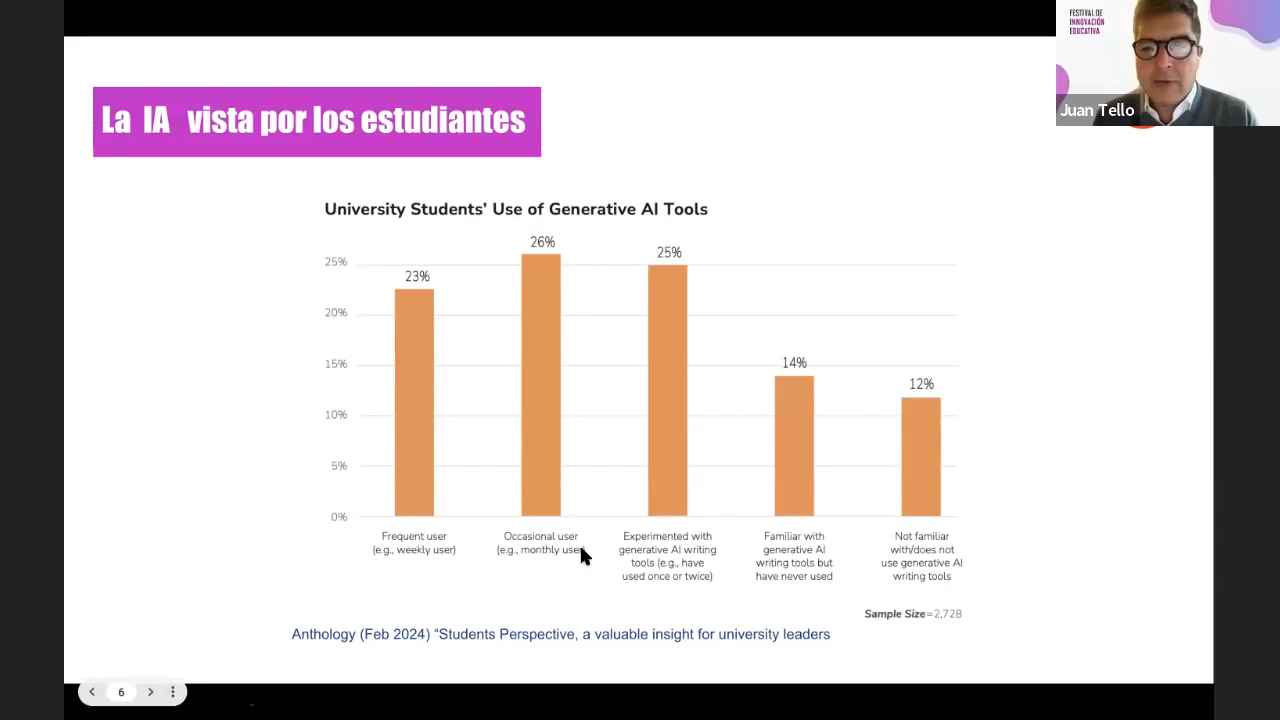 FESTIVAL DE
INNOVACIÓN
EDUCATIVA
Juan Tello
La IA vista por los estudiantes
University Students' Use of Generative AI Tools
25%
20%
15%
10%
5%
0%
23%
26%
25%
14%
12%
Frequent user
(e.g., weekly user)
Occasional user
(e.g., monthly user)
Experimented with
generative AI writing
tools (e.g., have
used once or twice)
Familiar with
generative AI
writing tools but
have never used
Not familiar
with/does not
use generative AI
writing tools
Sample Size=2,728
Anthology (Feb 2024) “Students Perspective, a valuable insight for university leaders
6